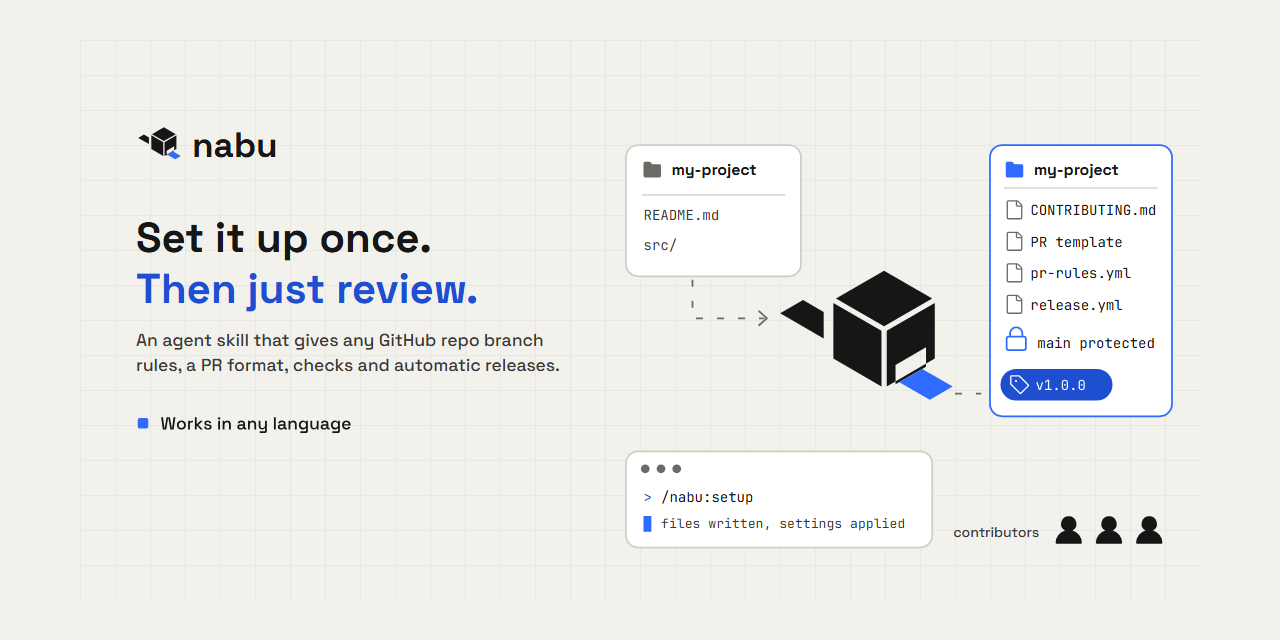 nabu
Set it up once.
Then just review.
An agent skill that gives any GitHub repo branch
rules, a PR format, checks and automatic releases.
Works in any language
my-project
README.md
src/
my-project
CONTRIBUTING.md
PR template
pr-rules.yml
release.yml
main protected
v1.0.0
> /nabu:setup
files written, settings applied
contributors